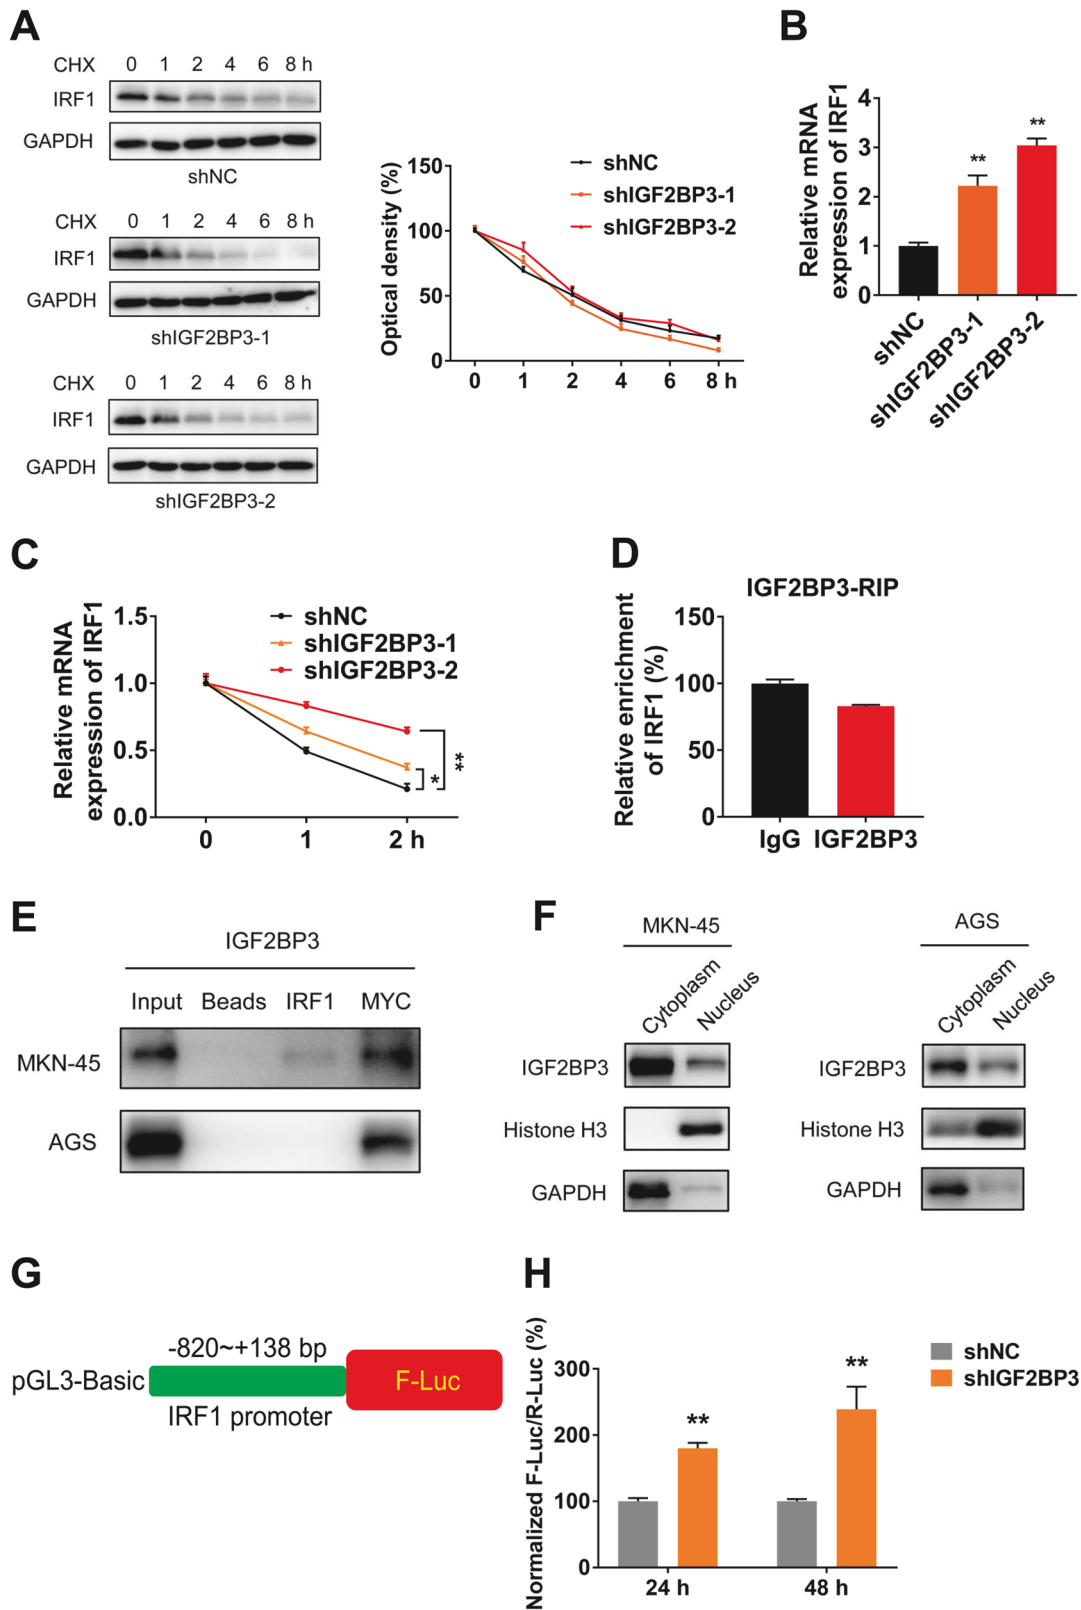 A
CHX 0 1 2 4 6 8 h
IRF1
GAPDH
shNC
CHX 0 1 2 4 6 8 h
IRF1
GAPDH
shIGF2BP3-1
CHX 0 1 2 4 6 8 h
IRF1
GAPDH
shIGF2BP3-2
Optical density (%)
150
100
50
0
0 1 2 4 6 8 h
shNC
shIGF2BP3-1
shIGF2BP3-2
B
Relative mRNA
expression of IRF1
4
3
2
1
0
**
**
shNC
shIGF2BP3-1
shIGF2BP3-2
C
Relative mRNA
expression of IRF1
1.5
1.0
0.5
0.0
0 1 2 h
shNC
shIGF2BP3-1
shIGF2BP3-2
*
**
D
IGF2BP3-RIP
Relative enrichment
of IRF1 (%)
150
100
50
0
IgG IGF2BP3
E
IGF2BP3
Input Beads IRF1 MYC
MKN-45
AGS
F
MKN-45
Cytoplasm
Nucleus
IGF2BP3
Histone H3
GAPDH
AGS
Cytoplasm
Nucleus
IGF2BP3
Histone H3
GAPDH
G
-820~+138 bp
pGL3-Basic
F-Luc
IRF1 promoter
H
Normalized F-Luc/R-Luc (%)
300
200
100
0
**
**
24 h 48 h
shNC
shIGF2BP3